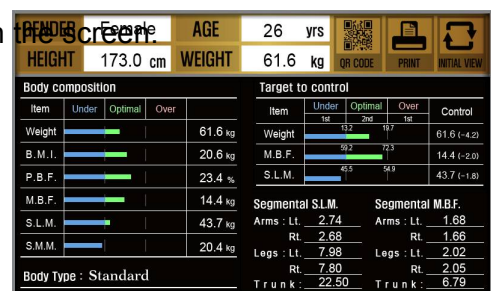 n the screen.
GENDER Female AGE 26 yrs
HEIGHT 173.0 cm WEIGHT 61.6 kg QR CODE PRINT INITIAL VIEW
Body composition
Item Under Optimal Over
Weight 61.6 kg
B.M.I. 20.6 kg
P.B.F. 23.4 %
M.B.F. 14.4 kg
S.L.M. 43.7 kg
S.M.M. 20.4 kg
Body Type : Standard
Target to control
Item Under Optimal Over Control
1st 2nd 1st
Weight 13.2 19.7 61.6 (-4.2)
M.B.F. 59.2 72.3 14.4 (-2.0)
S.L.M. 45.5 54.9 43.7 (-1.8)
Segmental S.L.M.
Arms : Lt. 2.74
Rt. 2.68
Legs : Lt. 7.98
Rt. 7.80
Trunk : 22.50
Segmental M.B.F.
Arms : Lt. 1.68
Rt. 1.66
Legs : Lt. 2.02
Rt. 2.05
Trunk : 6.79